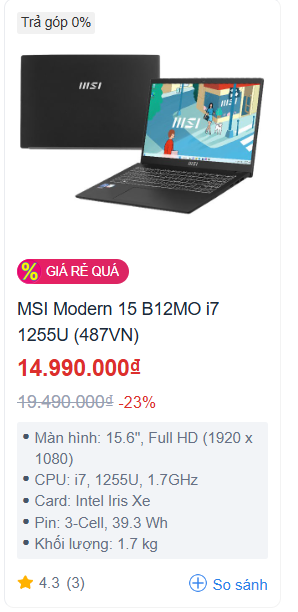 Trả góp 0%
msi
msi
% GIÁ RẺ QUÁ
MSI Modern 15 B12MO i7
1255U (487VN)
14.990.000₫
19.490.000₫ -23%
• Màn hình: 15.6", Full HD (1920 x
1080)
• CPU: i7, 1255U, 1.7GHz
• Card: Intel Iris Xe
• Pin: 3-Cell, 39.3 Wh
• Khối lượng: 1.7 kg
4.3 (3) So sánh